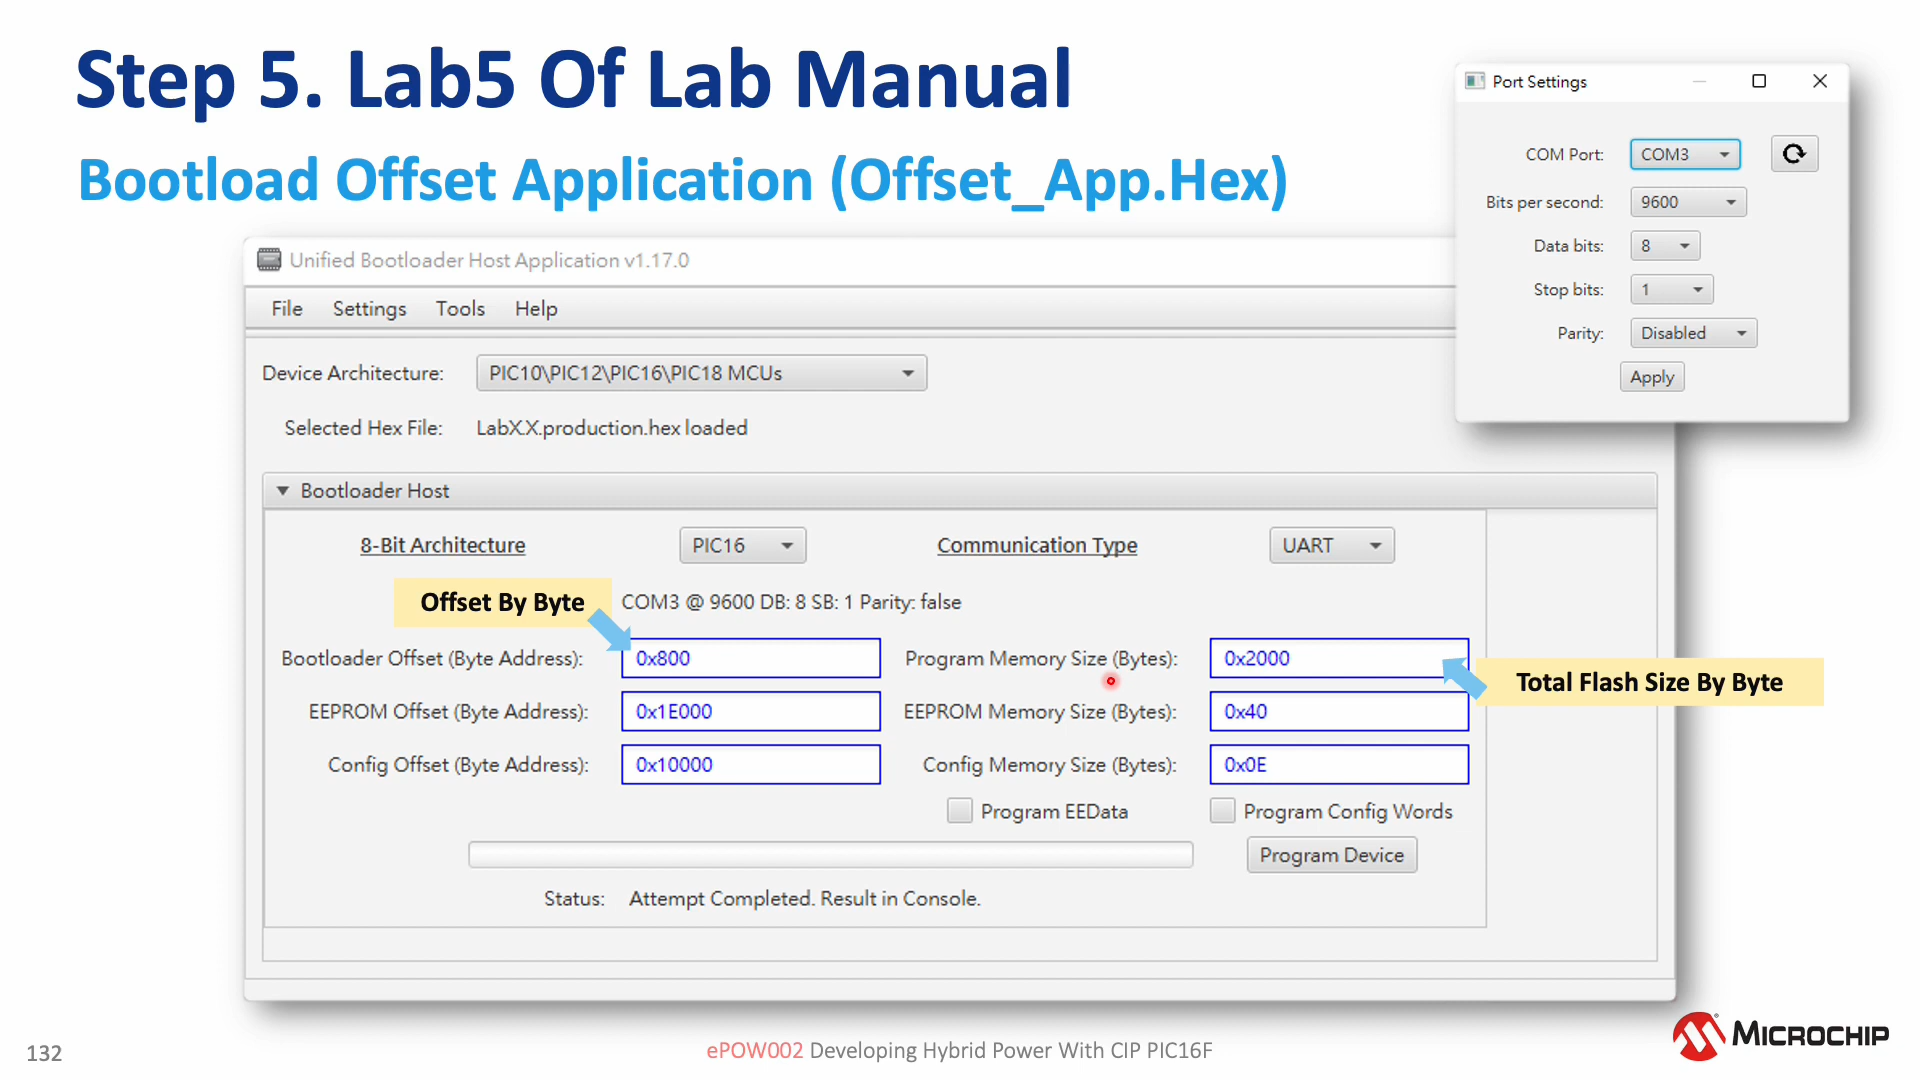 Step 5. Lab5 Of Lab Manual
Bootload Offset Application (Offset_App.Hex)
Port Settings
COM Port: COM3
Bits per second: 9600
Data bits: 8
Stop bits: 1
Parity: Disabled
Apply
Unified Bootloader Host Application v1.17.0
File Settings Tools Help
Device Architecture: PIC10\PIC12\PIC16\PIC18 MCUs
Selected Hex File: LabX.X.production.hex loaded
Bootloader Host
8-Bit Architecture PIC16 Communication Type UART
Offset By Byte COM3 @ 9600 DB: 8 SB: 1 Parity: false
Bootloader Offset (Byte Address): 0x800 Program Memory Size (Bytes): 0x2000
Total Flash Size By Byte
EEPROM Offset (Byte Address): 0x1E000 EEPROM Memory Size (Bytes): 0x40
Config Offset (Byte Address): 0x10000 Config Memory Size (Bytes): 0x0E
Program EEData Program Config Words
Program Device
Status: Attempt Completed. Result in Console.
132
ePOW002 Developing Hybrid Power With CIP PIC16F
MICROCHIP